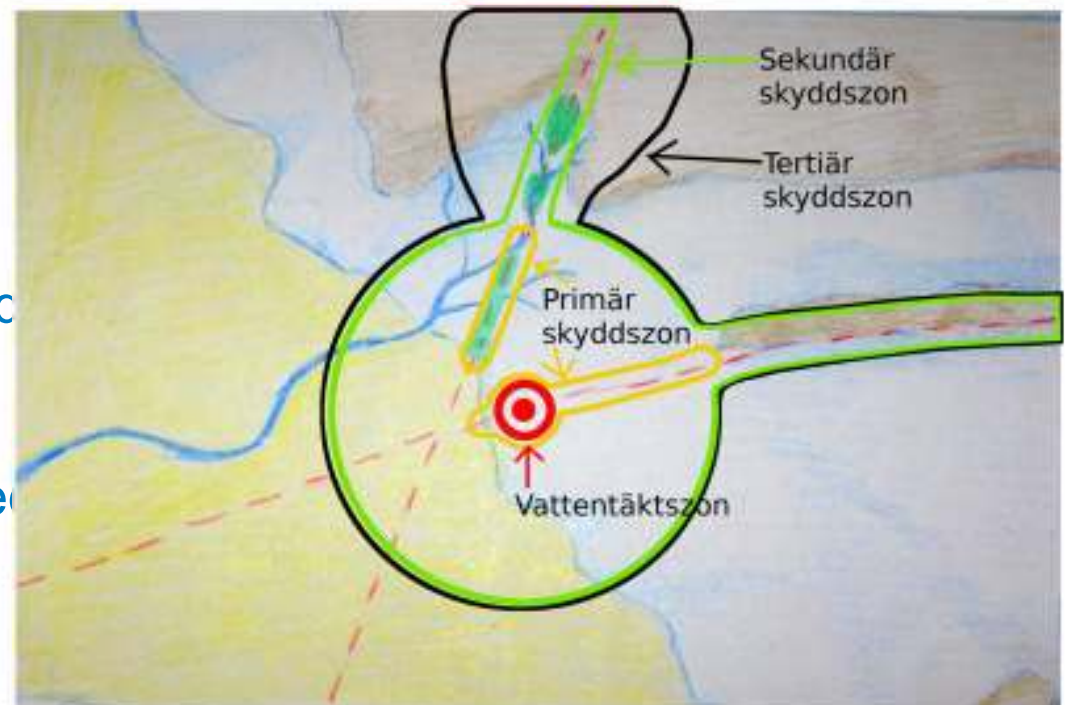 Sekundär
skyddszon
Tertiär
skyddszon
Primär
skyddszon
Vattentäktszon